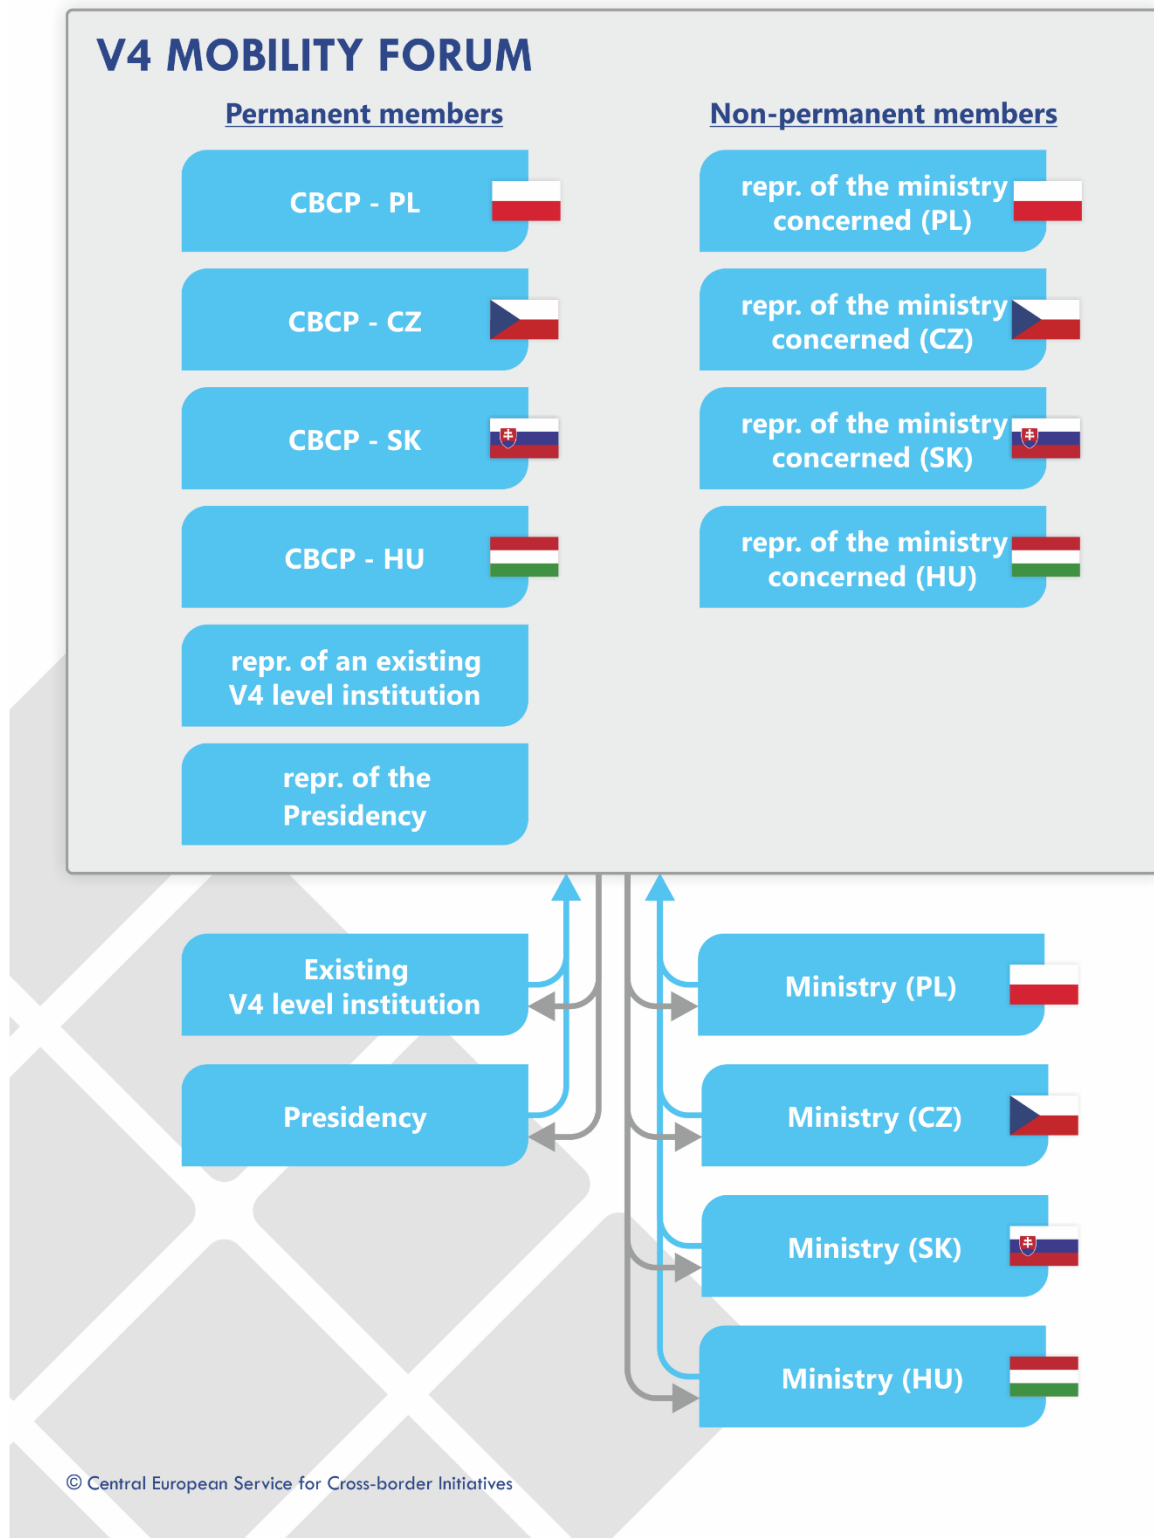 V4 MOBILITY FORUM
Permanent members
CBCP - PL
CBCP - CZ
CBCP - SK
CBCP - HU
repr. of an existing
V4 level institution
repr. of the
Presidency
Non-permanent members
repr. of the ministry
concerned (PL)
repr. of the ministry
concerned (CZ)
repr. of the ministry
concerned (SK)
repr. of the ministry
concerned (HU)
Existing
V4 level institution
Presidency
Ministry (PL)
Ministry (CZ)
Ministry (SK)
Ministry (HU)
© Central European Service for Cross-border Initiatives